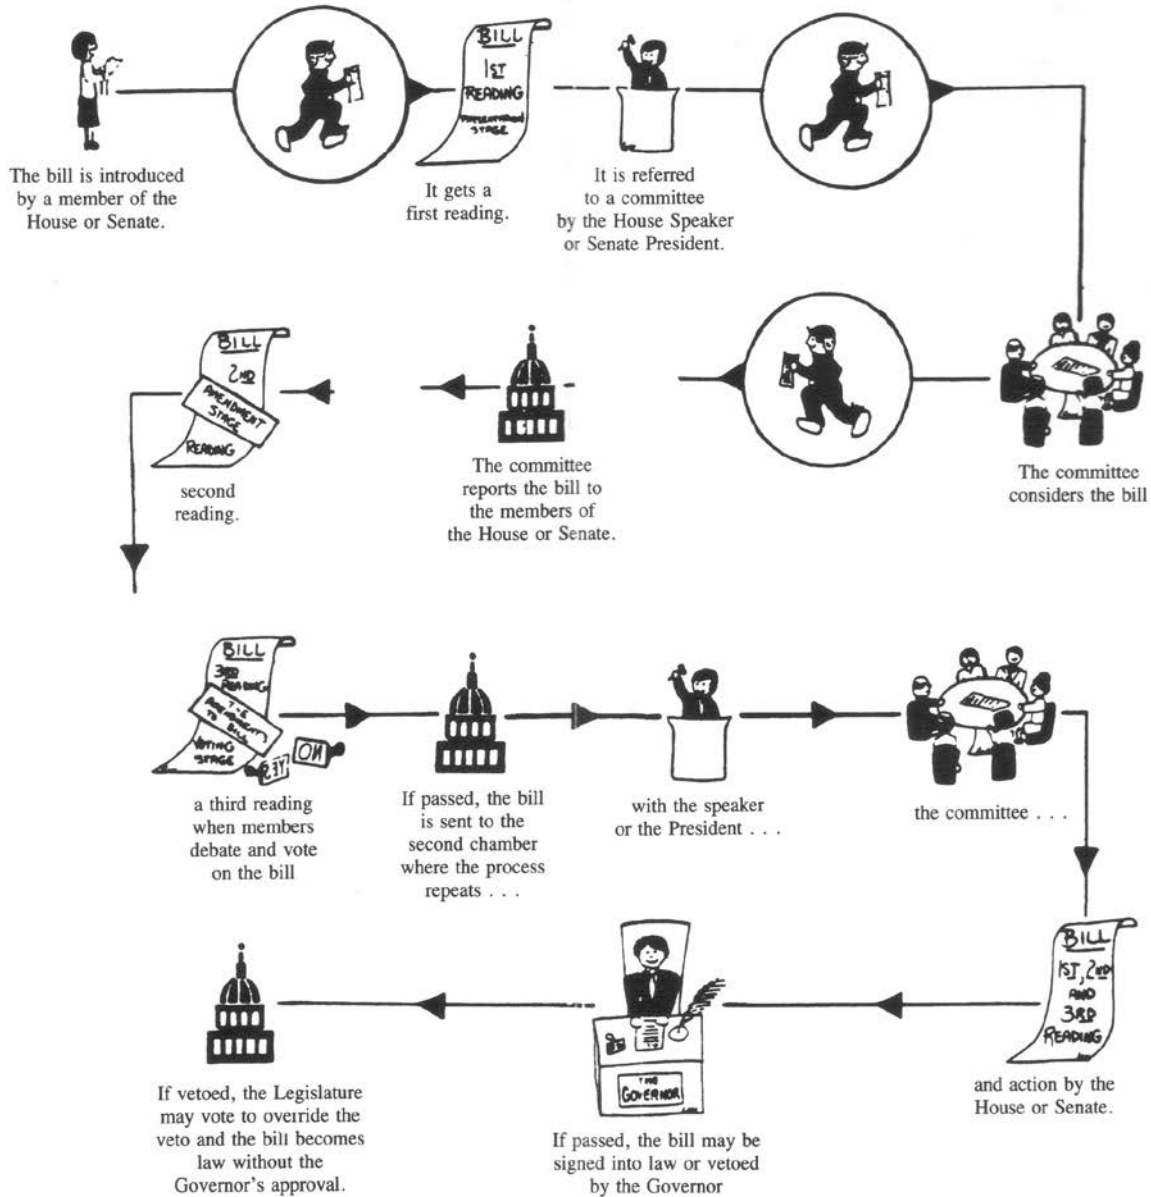 BILL
1ST
READING
PRESENTATION
STAGE
The bill is introduced
by a member of the
House or Senate.
It gets a
first reading.
It is referred
to a committee
by the House Speaker
or Senate President.
BILL
2ND
AMENDMENT
STAGE
READING
second
reading.
The committee
reports the bill to
the members of
the House or Senate.
The committee
considers the bill
BILL
3RD
READING
THE
AMENDMENTS
TO
BILL
VOTING
STAGE
YES
NO
a third reading
when members
debate and vote
on the bill
If passed, the bill
is sent to the
second chamber
where the process
repeats . . .
with the speaker
or the President . . .
the committee . . .
BILL
1ST, 2ND
AND
3RD
READING
and action by the
House or Senate.
THE
GOVERNOR
If passed, the bill may be
signed into law or vetoed
by the Governor
If vetoed, the Legislature
may vote to override the
veto and the bill becomes
law without the
Governor's approval.